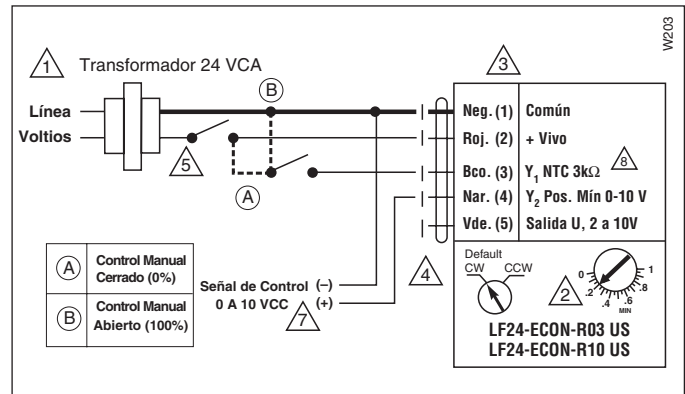 W203
1 Transformador 24 VCA
3
B
Línea
Voltios
Neg. (1) Común
Roj. (2) + Vivo
5
Bco. (3) Y1 NTC 3kΩ 8
A
Nar. (4) Y2 Pos. Mín 0-10 V
Vde. (5) Salida U, 2 a 10V
4
A Control Manual
Cerrado (0%)
B Control Manual
Abierto (100%)
Señal de Control (–)
0 A 10 VCC (+)
7
Default
CW CCW
2
0 .2 .4 .6 .8 1
MIN
LF24-ECON-R03 US
LF24-ECON-R10 US